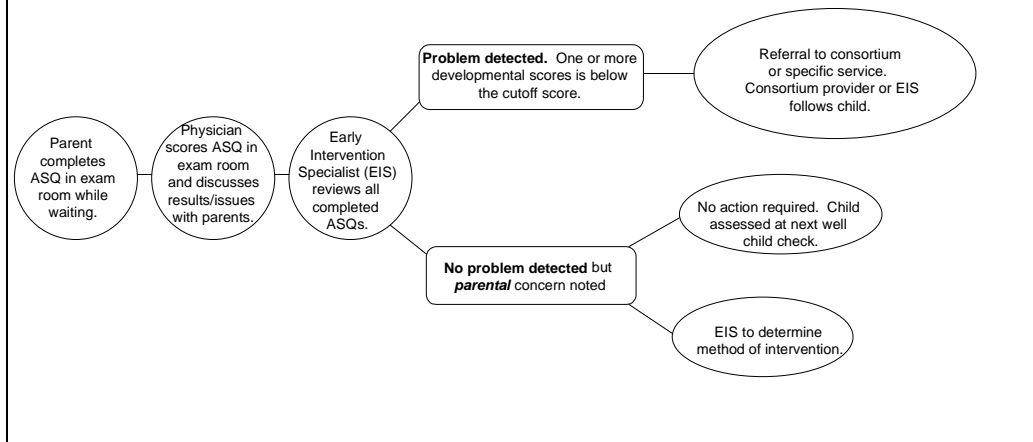 Parent
completes
ASQ in exam
room while
waiting.
Physician
scores ASQ in
exam room
and discusses
results/issues
with parents.
Early
Intervention
Specialist (EIS)
reviews all
completed
ASQs.
Problem detected. One or more
developmental scores is below
the cutoff score.
Referral to consortium
or specific service.
Consortium provider or EIS
follows child.
No problem detected but
parental concern noted
No action required. Child
assessed at next well
child check.
EIS to determine
method of intervention.